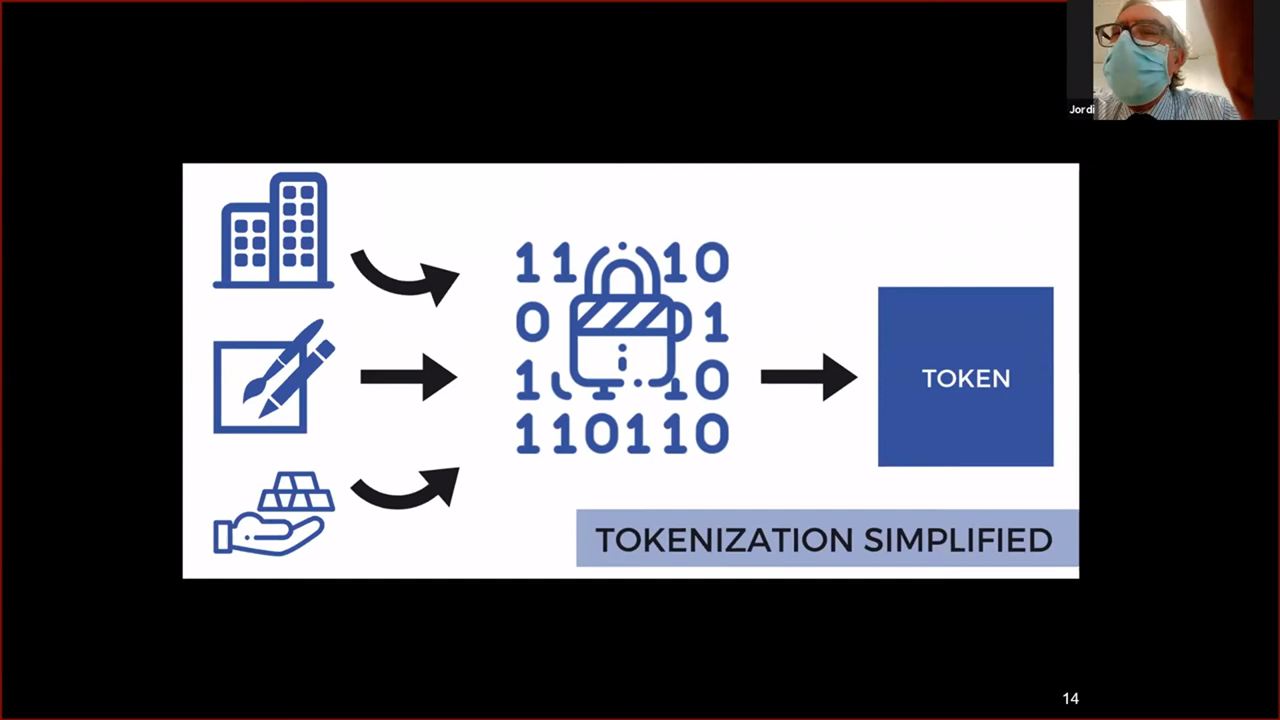 Jordi
11 10
0 1
1 10
110110
TOKEN
TOKENIZATION SIMPLIFIED
14